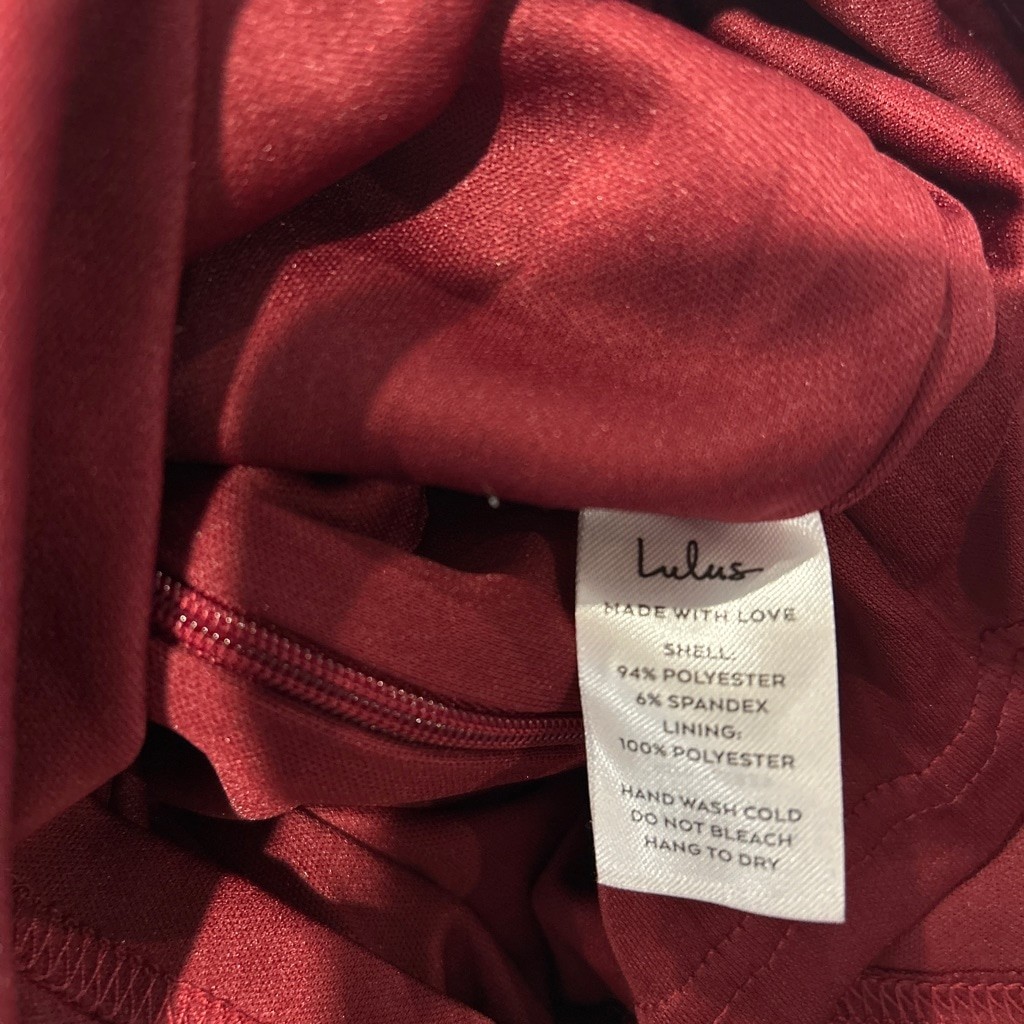 Lulus
MADE WITH LOVE
SHELL:
94% POLYESTER
6% SPANDEX
LINING:
100% POLYESTER
HAND WASH COLD
DO NOT BLEACH
HANG TO DRY